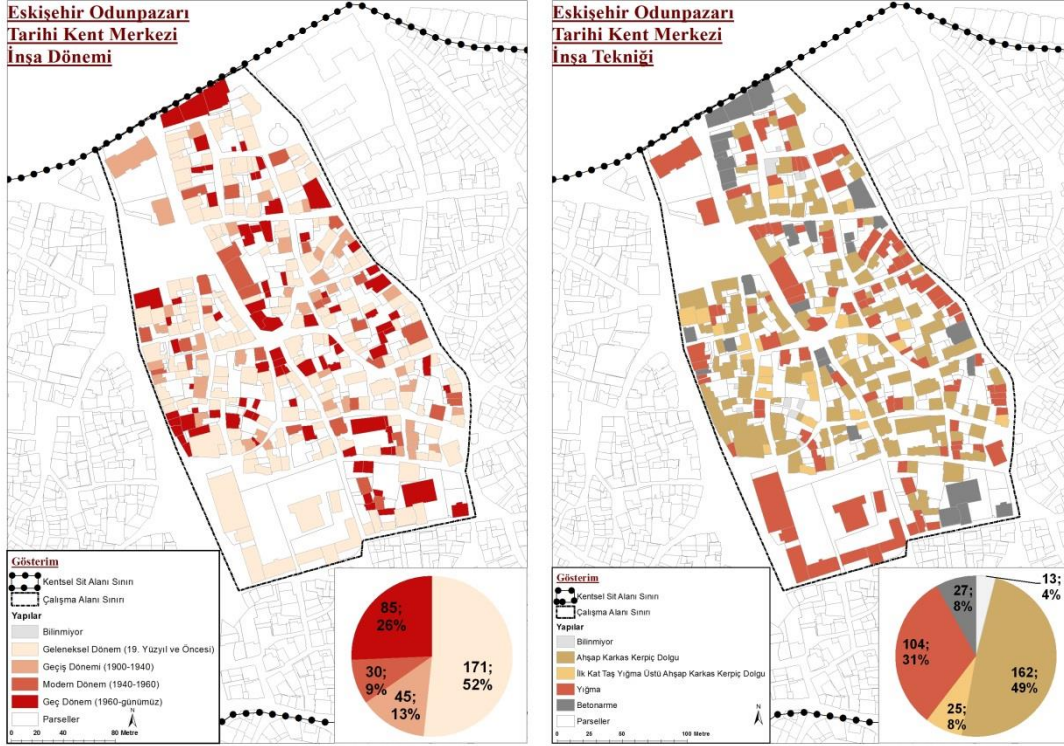 Eskişehir Odunpazarı
Tarihi Kent Merkezi
İnşa Dönemi
Gösterim
Kentsel Sit Alanı Sınırı
Çalışma Alanı Sınırı
Yapılar
Bilinmiyor
Geleneksel Dönem (19. Yüzyıl ve Öncesi)
Geçiş Dönemi (1900-1940)
Modern Dönem (1940-1960)
Geç Dönem (1960-günümüz)
Parseller
N
0 20 40 80 Metre
85;
26%
171;
52%
30;
9%
45;
13%
Eskişehir Odunpazarı
Tarihi Kent Merkezi
İnşa Tekniği
Gösterim
Kentsel Sit Alanı Sınırı
Çalışma Alanı Sınırı
Yapılar
Bilinmiyor
Ahşap Karkas Kerpiç Dolgu
İlk Kat Taş Yığma Üstü Ahşap Karkas Kerpiç Dolgu
Yığma
Betonarme
Parseller
N
100 Metre
13;
4%
27;
8%
104;
31%
162;
49%
25;
8%